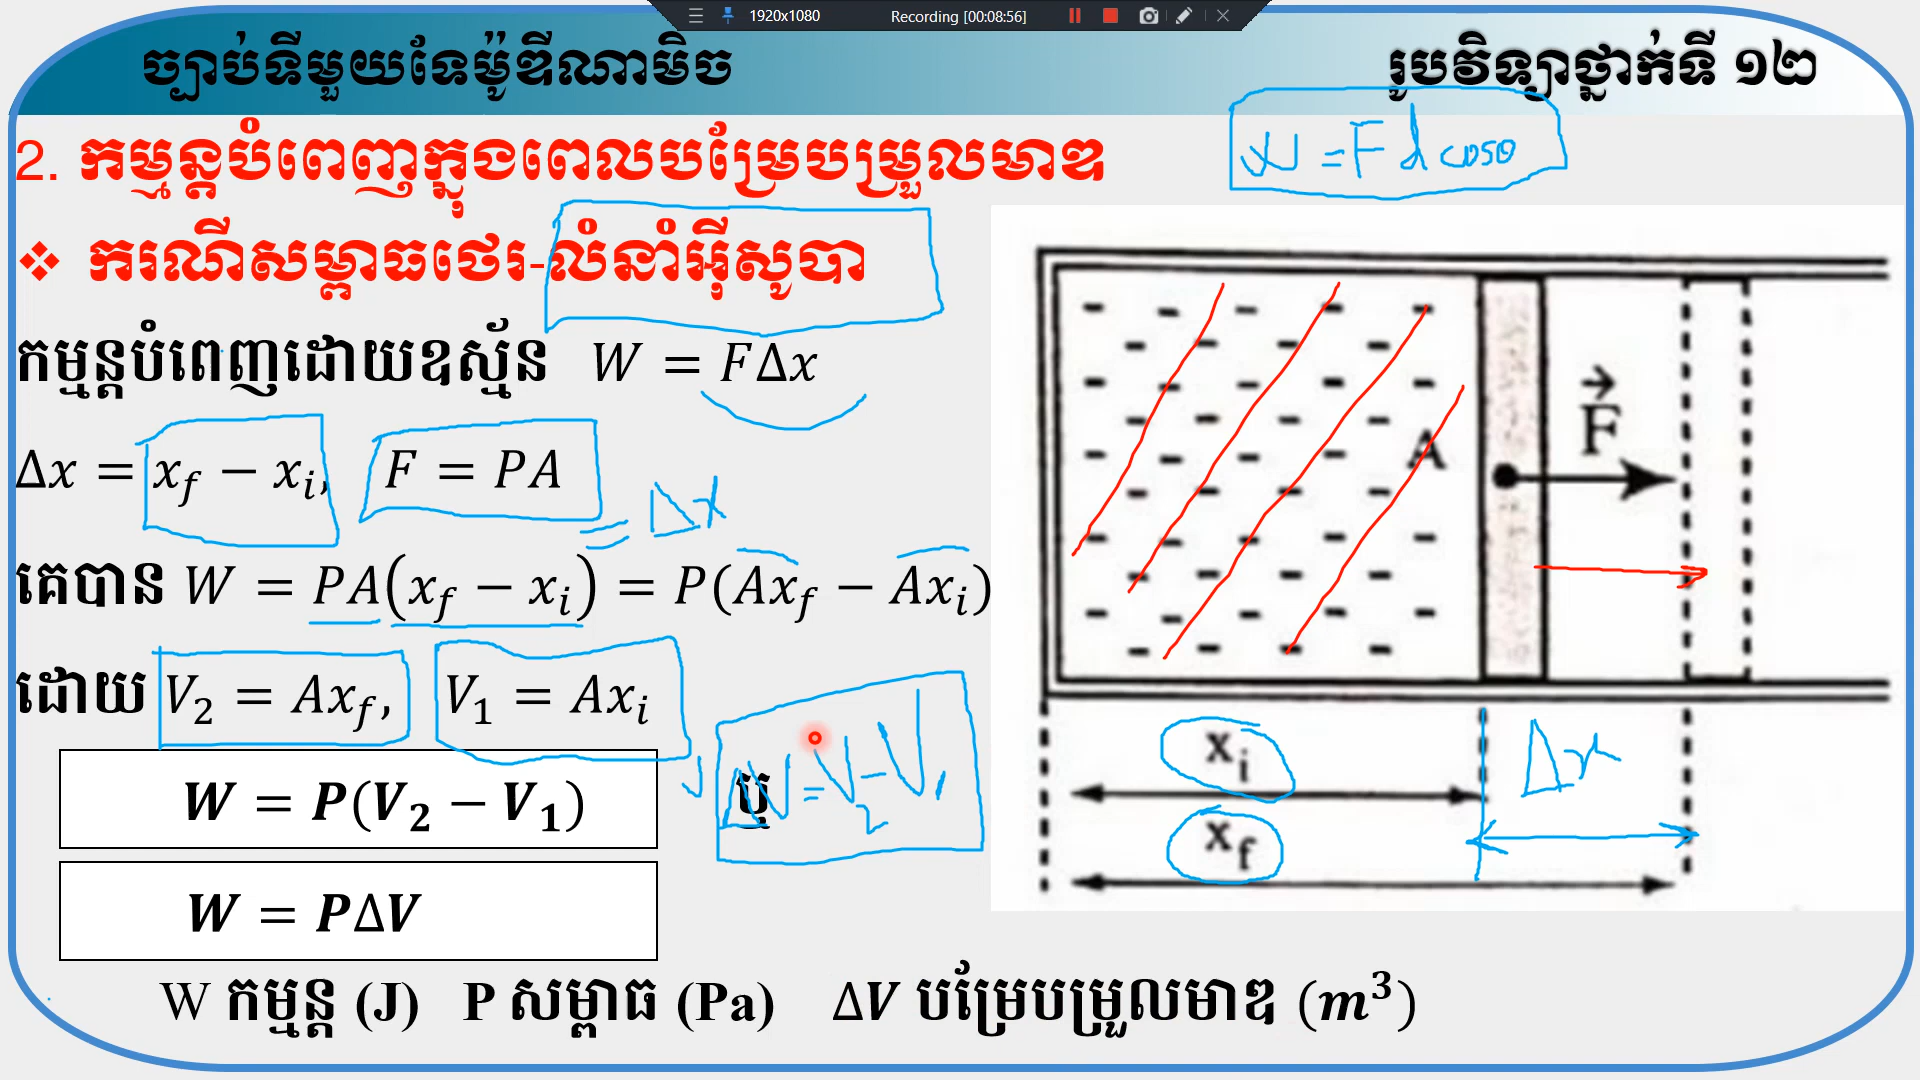 1920x1080 Recording [00:08:56]
ច្បាប់ទីមួយទែម៉ូឌីណាមិច
រូបវិទ្យាថ្នាក់ទី ១២
W = F d cosθ
2. កម្មន្តបំពេញក្នុងពេលបម្រែបម្រួលមាឌ
❖ ករណីសម្ពាធថេរ-លំនាំអ៊ីសូបា
កម្មន្តបំពេញដោយឧស្ម័ន W = FΔx
Δx = x_f − x_i, F = PA
Δx
គេបាន W = PA(x_f − x_i) = P(Ax_f − Ax_i)
ដោយ V₂ = Ax_f, V₁ = Ax_i
W = P(V₂ − V₁)
ឬ
ΔV = V₂ − V₁
W = PΔV
W កម្មន្ត (J) P សម្ពាធ (Pa) ΔV បម្រែបម្រួលមាឌ (m³)
A
F
x_i
Δx
x_f